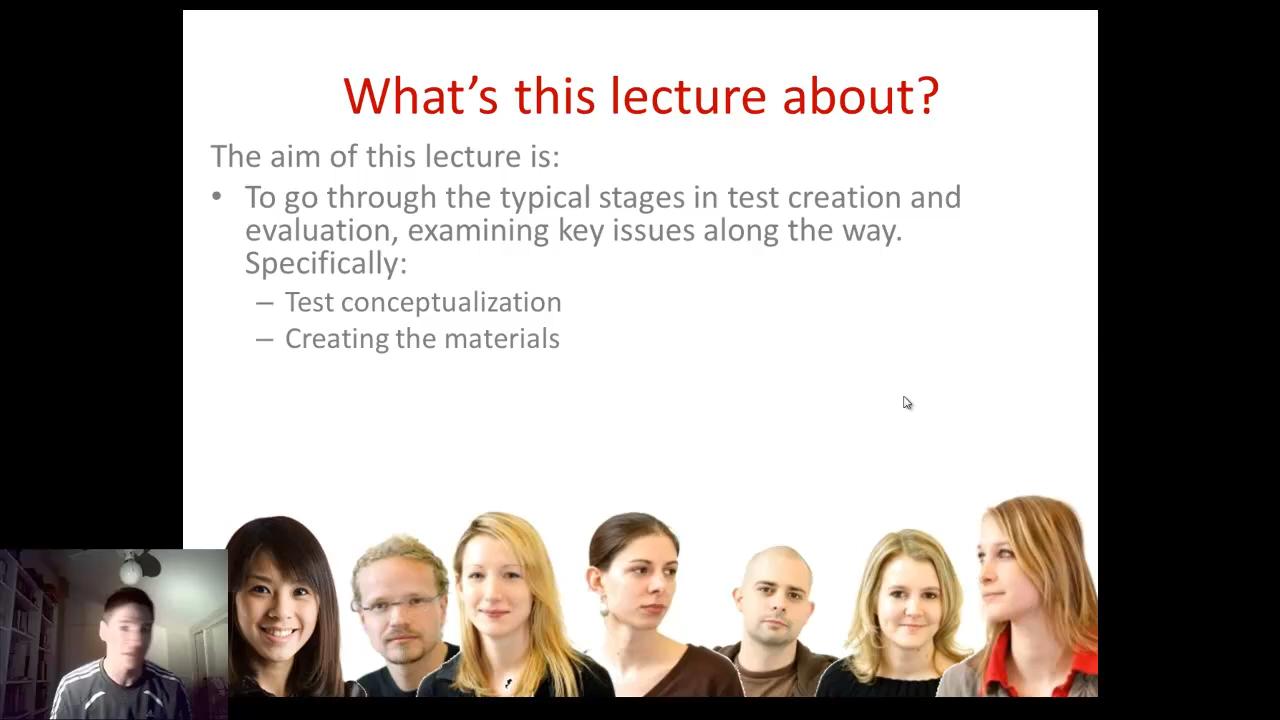 What's this lecture about?
The aim of this lecture is:
• To go through the typical stages in test creation and
evaluation, examining key issues along the way.
Specifically:
– Test conceptualization
– Creating the materials